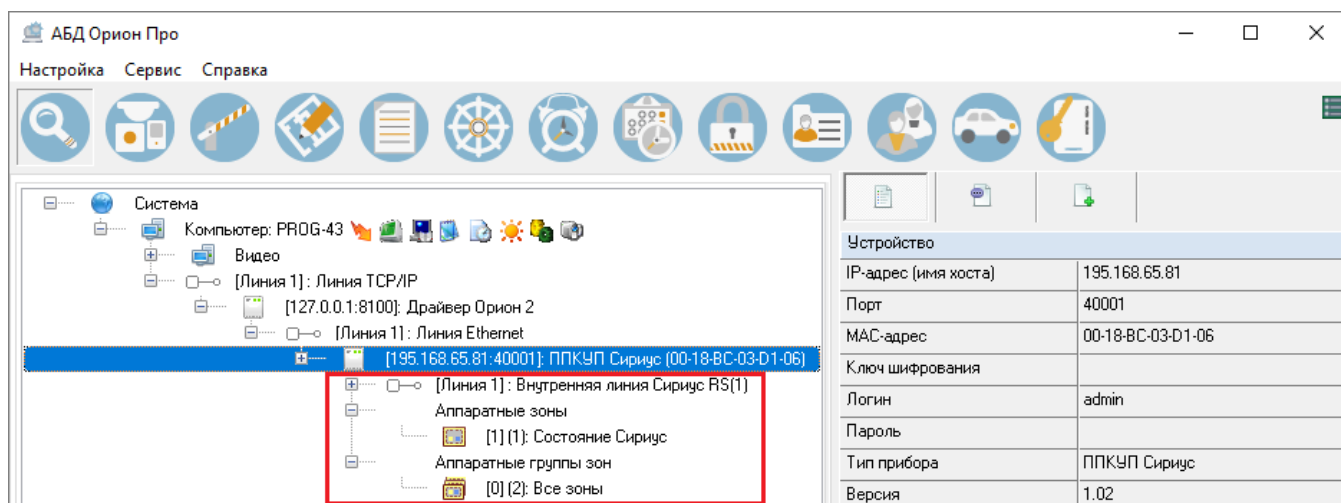 АБД Орион Про
Настройка Сервис Справка
Система
Компьютер: PROG-43
Видео
[Линия 1] : Линия TCP/IP
[127.0.0.1:8100]: Драйвер Орион 2
[Линия 1] : Линия Ethernet
[195.168.65.81:40001]: ППКУП Сириус (00-18-BC-03-D1-06)
[Линия 1] : Внутренняя линия Сириус RS(1)
Аппаратные зоны
[1] (1): Состояние Сириус
Аппаратные группы зон
[0] (2): Все зоны
Устройство
IP-адрес (имя хоста) 195.168.65.81
Порт 40001
MAC-адрес 00-18-BC-03-D1-06
Ключ шифрования
Логин admin
Пароль
Тип прибора ППКУП Сириус
Версия 1.02